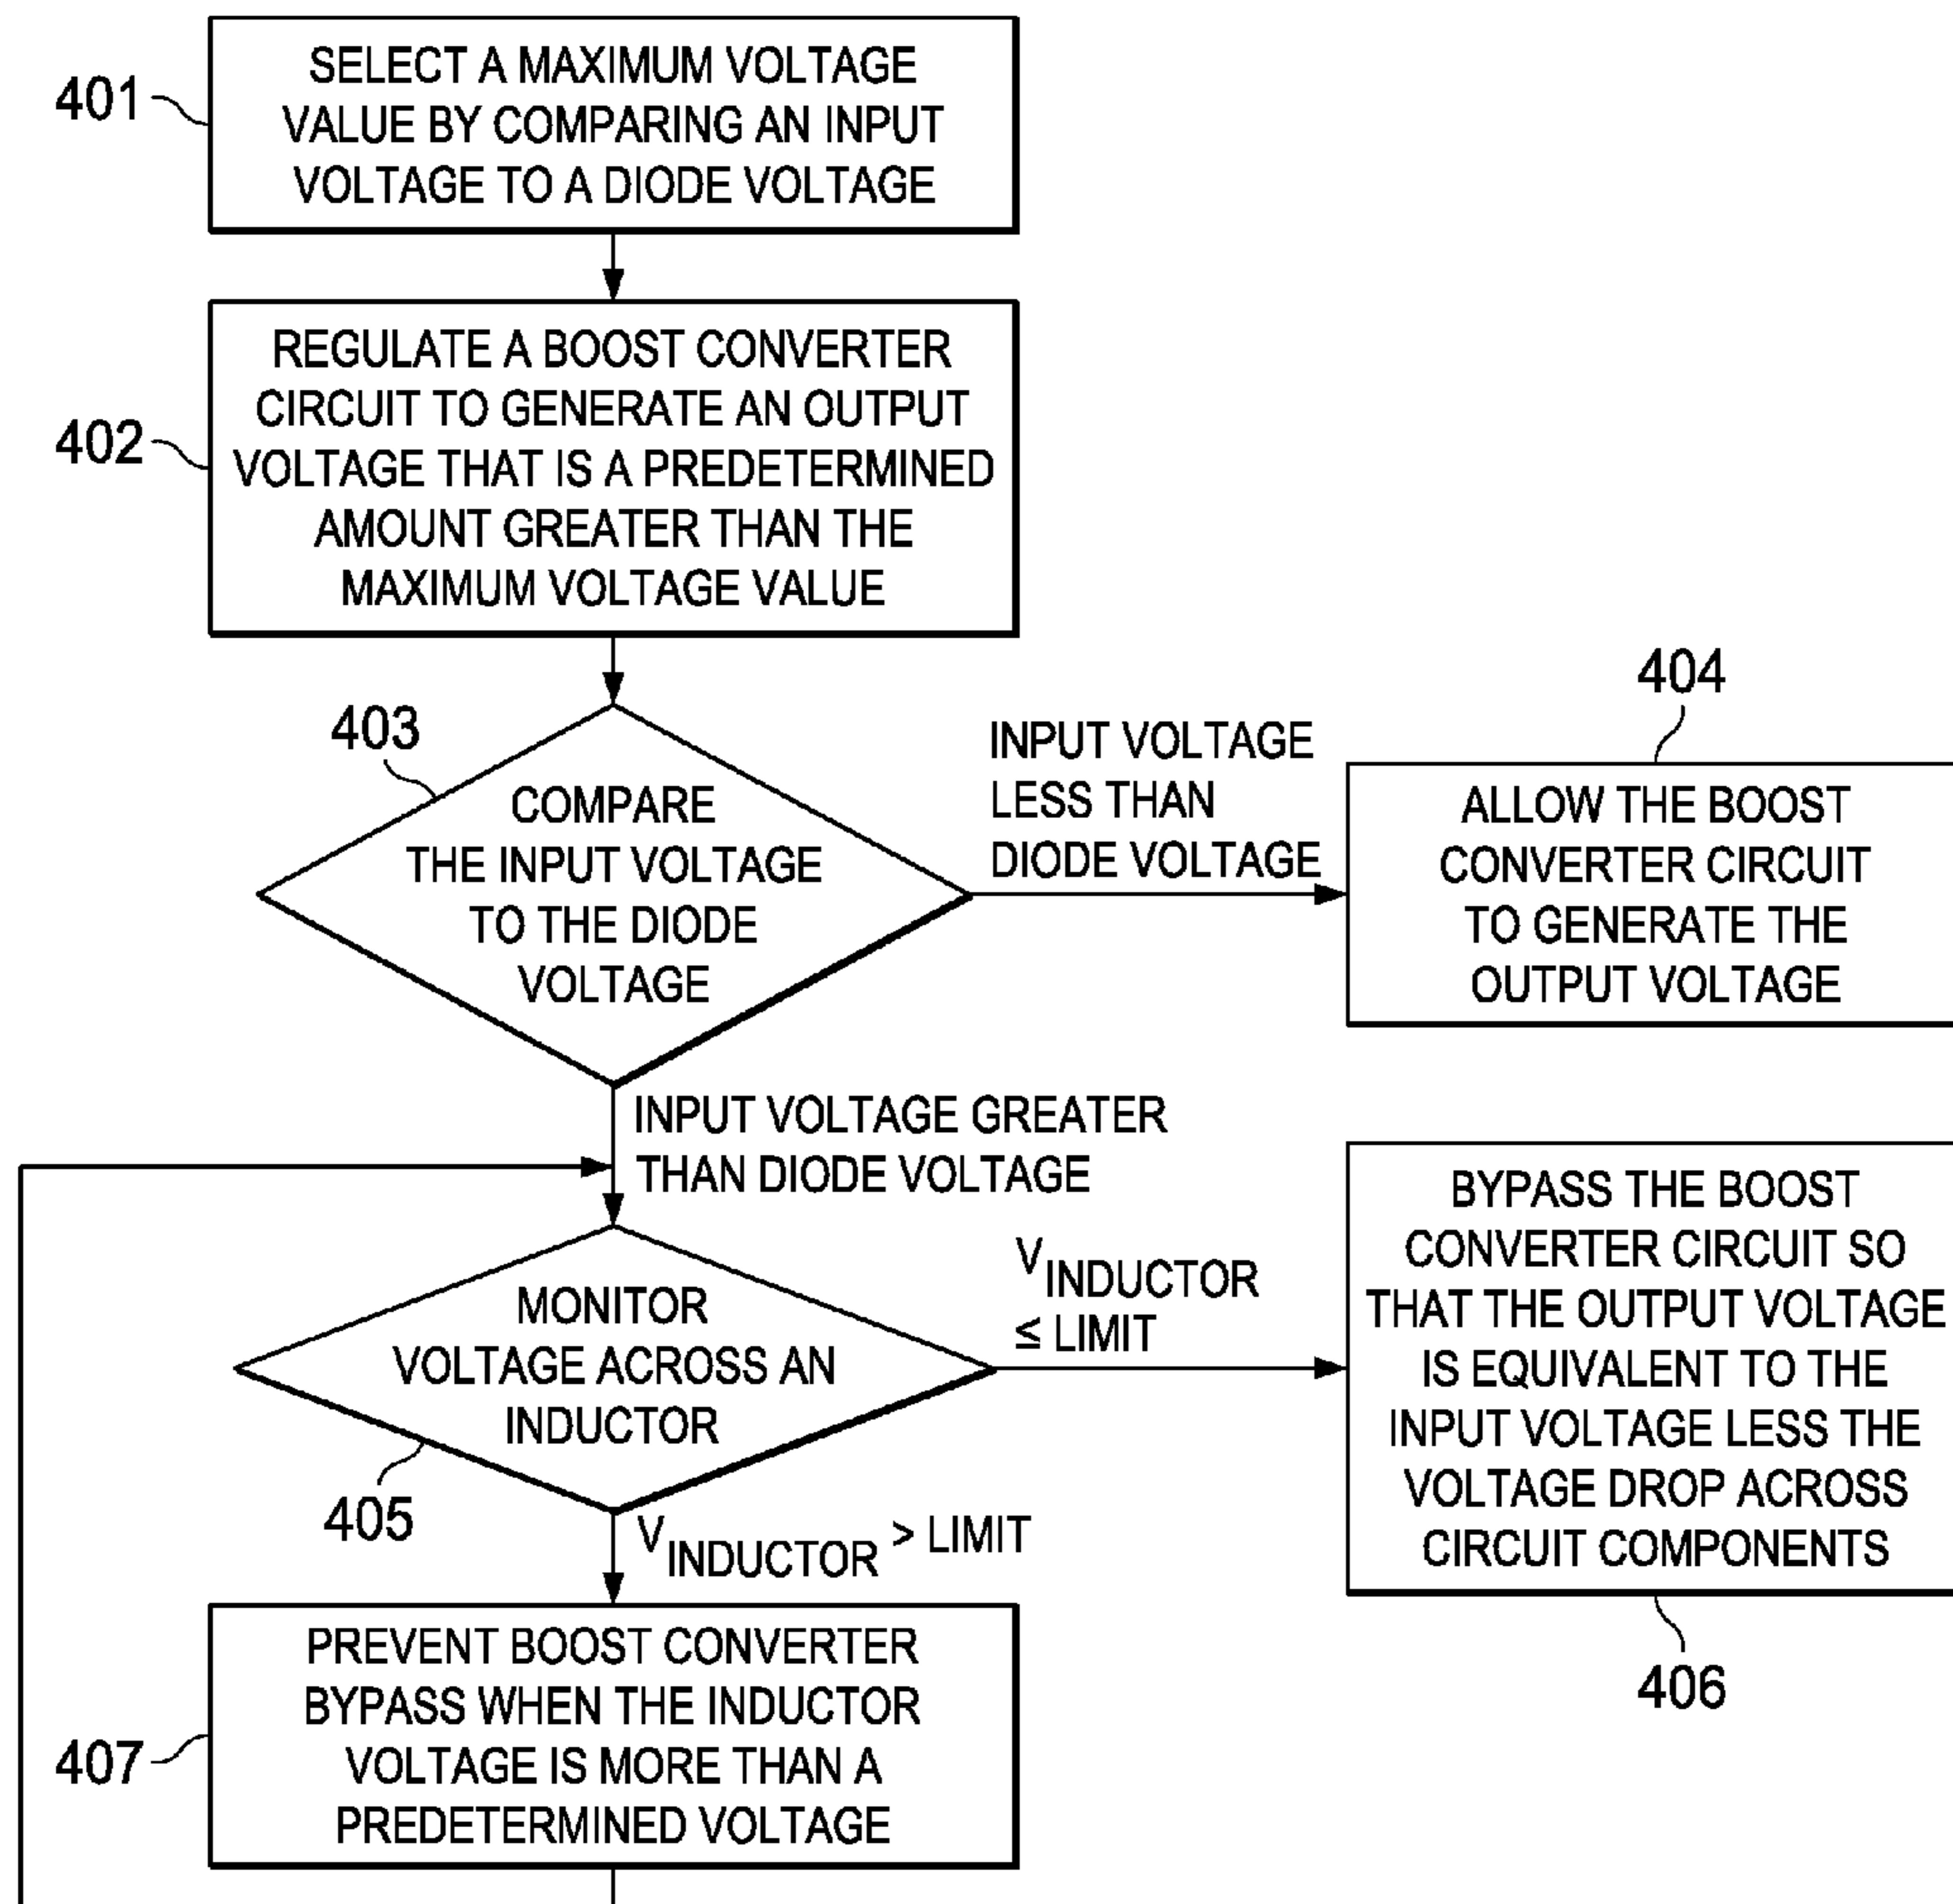 401
SELECT A MAXIMUM VOLTAGE
VALUE BY COMPARING AN INPUT
VOLTAGE TO A DIODE VOLTAGE
402
REGULATE A BOOST CONVERTER
CIRCUIT TO GENERATE AN OUTPUT
VOLTAGE THAT IS A PREDETERMINED
AMOUNT GREATER THAN THE
MAXIMUM VOLTAGE VALUE
403
COMPARE
THE INPUT VOLTAGE
TO THE DIODE
VOLTAGE
INPUT VOLTAGE
LESS THAN
DIODE VOLTAGE
404
ALLOW THE BOOST
CONVERTER CIRCUIT
TO GENERATE THE
OUTPUT VOLTAGE
INPUT VOLTAGE GREATER
THAN DIODE VOLTAGE
MONITOR
VOLTAGE ACROSS AN
INDUCTOR
405
VINDUCTOR
≤ LIMIT
BYPASS THE BOOST
CONVERTER CIRCUIT SO
THAT THE OUTPUT VOLTAGE
IS EQUIVALENT TO THE
INPUT VOLTAGE LESS THE
VOLTAGE DROP ACROSS
CIRCUIT COMPONENTS
406
VINDUCTOR > LIMIT
407
PREVENT BOOST CONVERTER
BYPASS WHEN THE INDUCTOR
VOLTAGE IS MORE THAN A
PREDETERMINED VOLTAGE